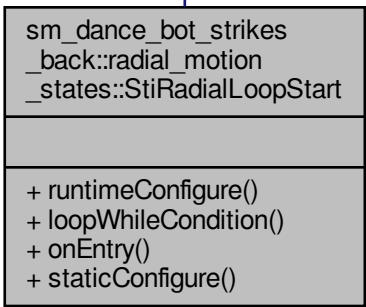 sm_dance_bot_strikes
_back::radial_motion
_states::StiRadialLoopStart
+ runtimeConfigure()
+ loopWhileCondition()
+ onEntry()
+ staticConfigure()